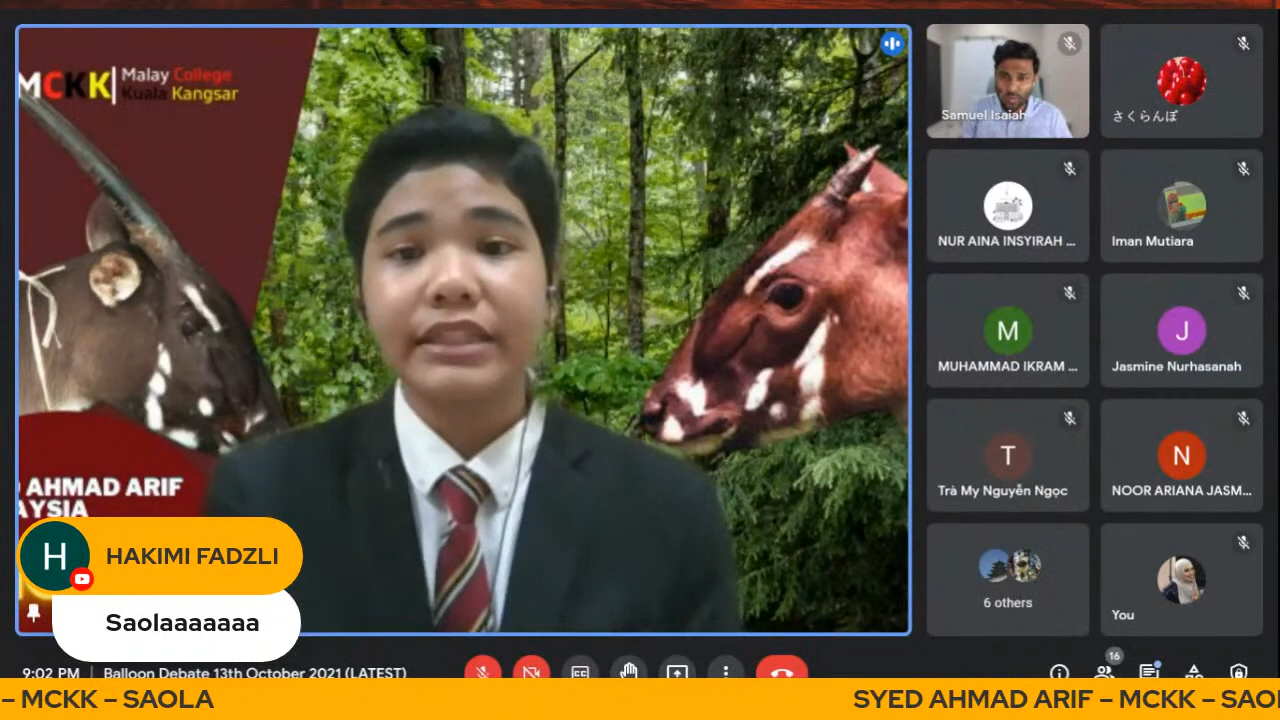 MCKK | Malay College
Kuala Kangsar
AHMAD ARIF
AYSIA
HAKIMI FADZLI
Saolaaaaaaa
Samuel Isaiah
さくらんぼ
NUR AINA INSYIRAH ...
Iman Mutiara
M
MUHAMMAD IKRAM ...
J
Jasmine Nurhasanah
T
Trà My Nguyễn Ngọc
N
NOOR ARIANA JASM...
6 others
You
H
9:02 PM | Balloon Debate 13th October 2021 (LATEST)
16
– MCKK – SAOLA
SYED AHMAD ARIF – MCKK – SAO